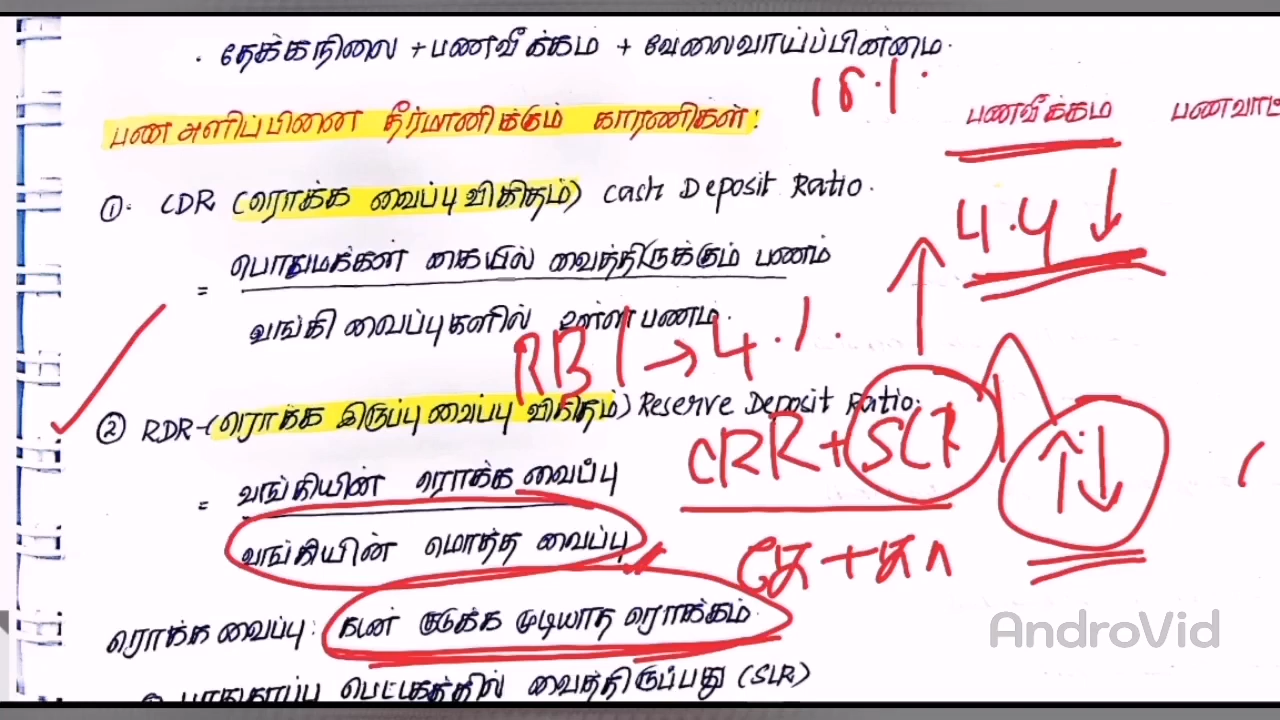 . தேக்கநிலை + பணவீக்கம் + வேலைவாய்ப்பின்மை.
18.1.
பண அளிப்பினை தீர்மானிக்கும் காரணிகள்:
பணவீக்கம்
①. CDR (ரொக்க வைப்பு விகிதம்) Cash Deposit Ratio.
4.4 ↓
= பொதுமக்கள் கையில் வைத்திருக்கும் பணம்
வங்கி வைப்புகளில் உள்ள பணம்.
RBI → 4.1.
② RDR-(ரொக்க இருப்பு வைப்பு விகிதம்) Reserve Deposit Ratio.
CRR + SCR
↑↓
= வங்கியின் ரொக்க வைப்பு
வங்கியின் மொத்த வைப்பு
ரொக்க வைப்பு: கடன் கொடுக்க முடியாத ரொக்கம்.
பாதுகாப்பு பெட்டகத்தில் வைத்திருப்பது (SLR)
AndroVid